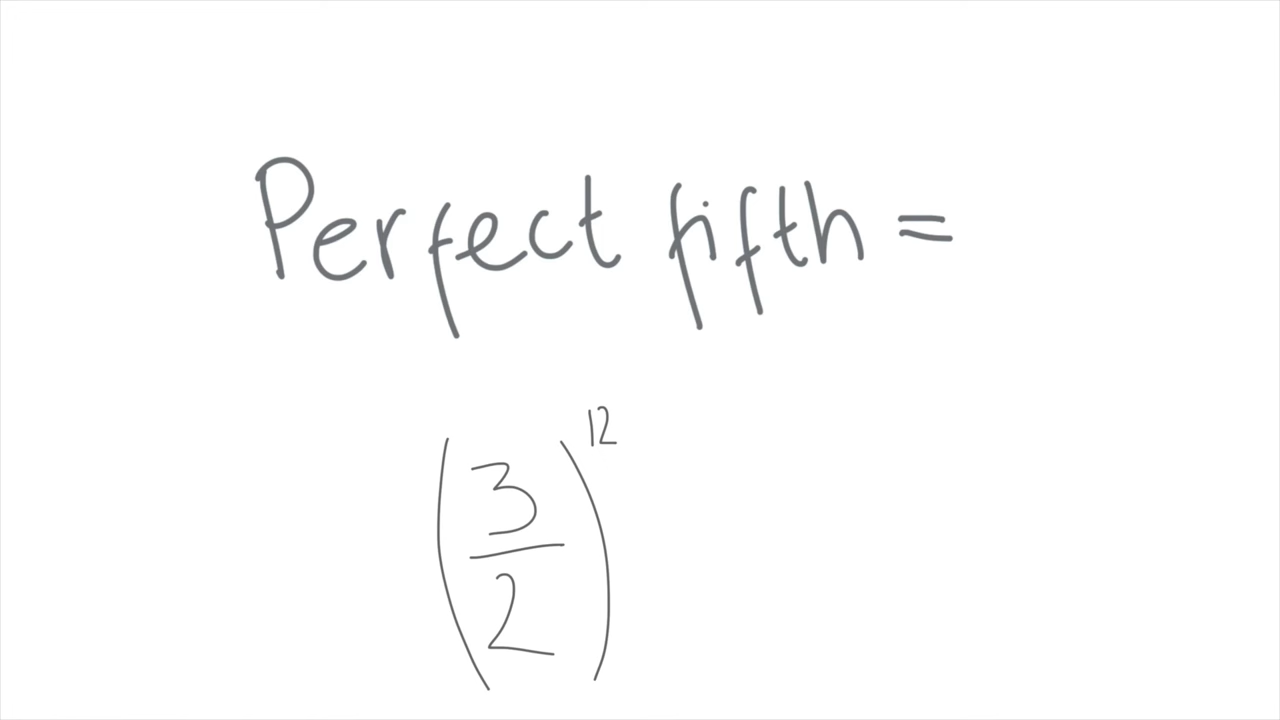 Perfect fifth =
(3/2)^12